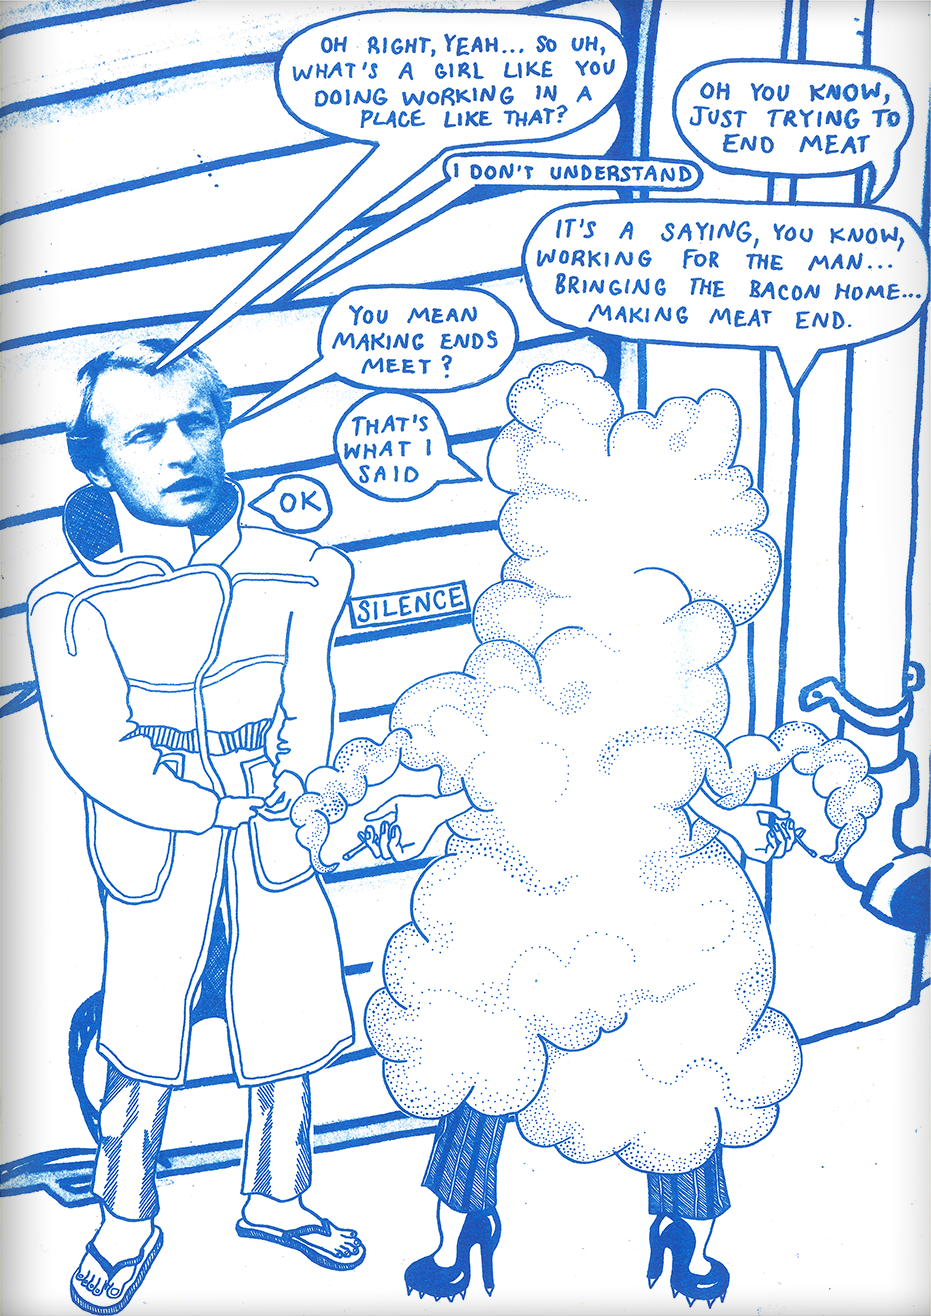 OH RIGHT, YEAH... SO UH,
WHAT'S A GIRL LIKE YOU
DOING WORKING IN A
PLACE LIKE THAT?
OH YOU KNOW,
JUST TRYING TO
END MEAT
I DON'T UNDERSTAND
IT'S A SAYING, YOU KNOW,
WORKING FOR THE MAN...
BRINGING THE BACON HOME...
MAKING MEAT END.
YOU MEAN
MAKING ENDS
MEET?
THAT'S
WHAT I
SAID
OK
SILENCE